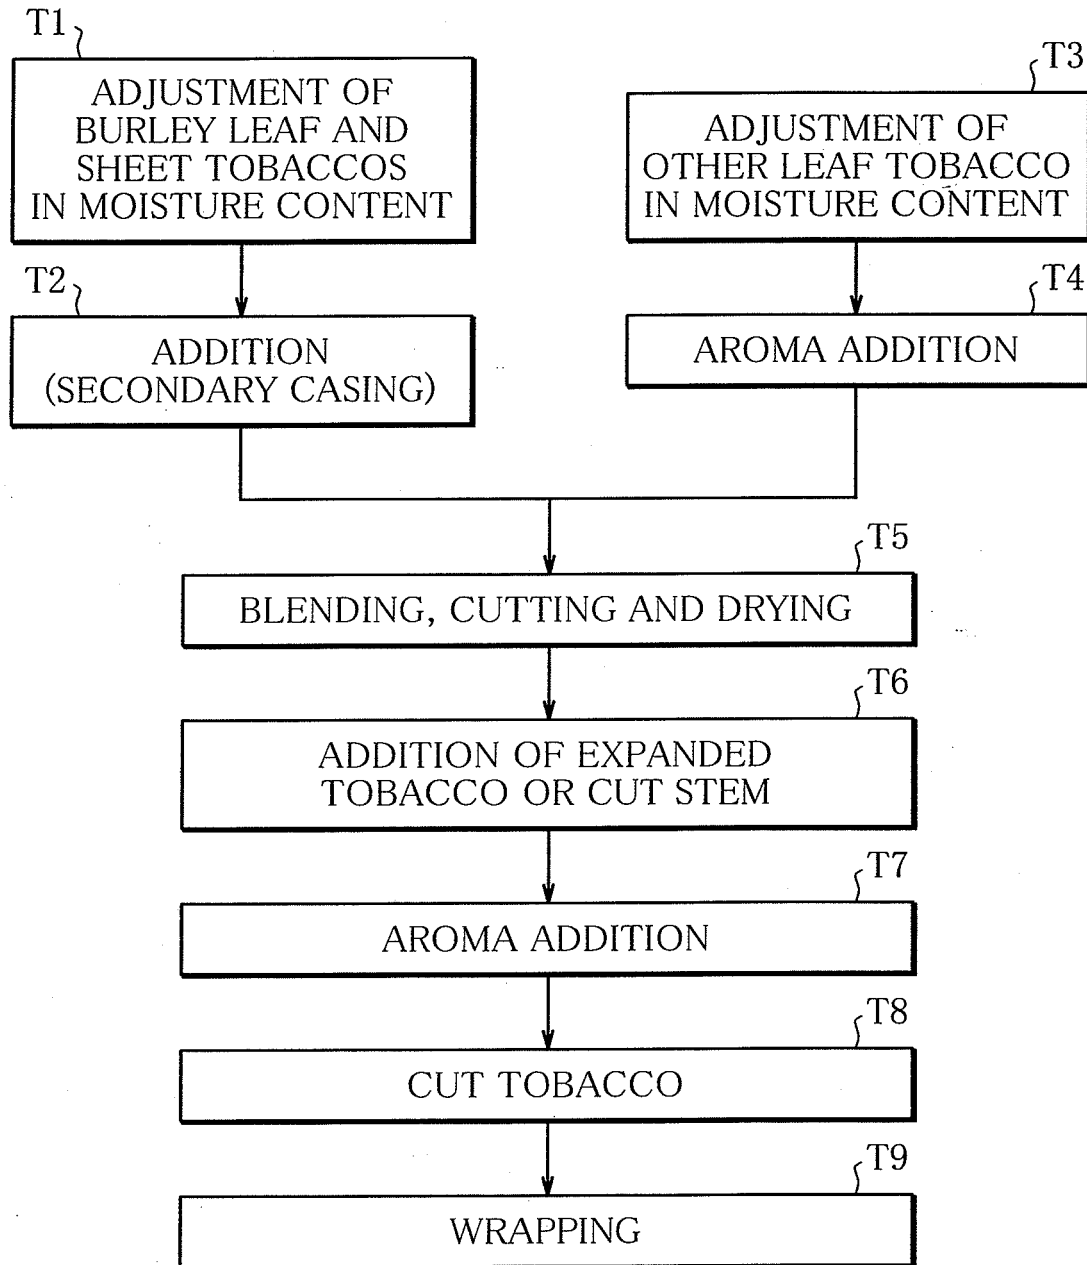 T1
ADJUSTMENT OF
BURLEY LEAF AND
SHEET TOBACCOS
IN MOISTURE CONTENT
T3
ADJUSTMENT OF
OTHER LEAF TOBACCO
IN MOISTURE CONTENT
T2
ADDITION
(SECONDARY CASING)
T4
AROMA ADDITION
T5
BLENDING, CUTTING AND DRYING
T6
ADDITION OF EXPANDED
TOBACCO OR CUT STEM
T7
AROMA ADDITION
T8
CUT TOBACCO
T9
WRAPPING